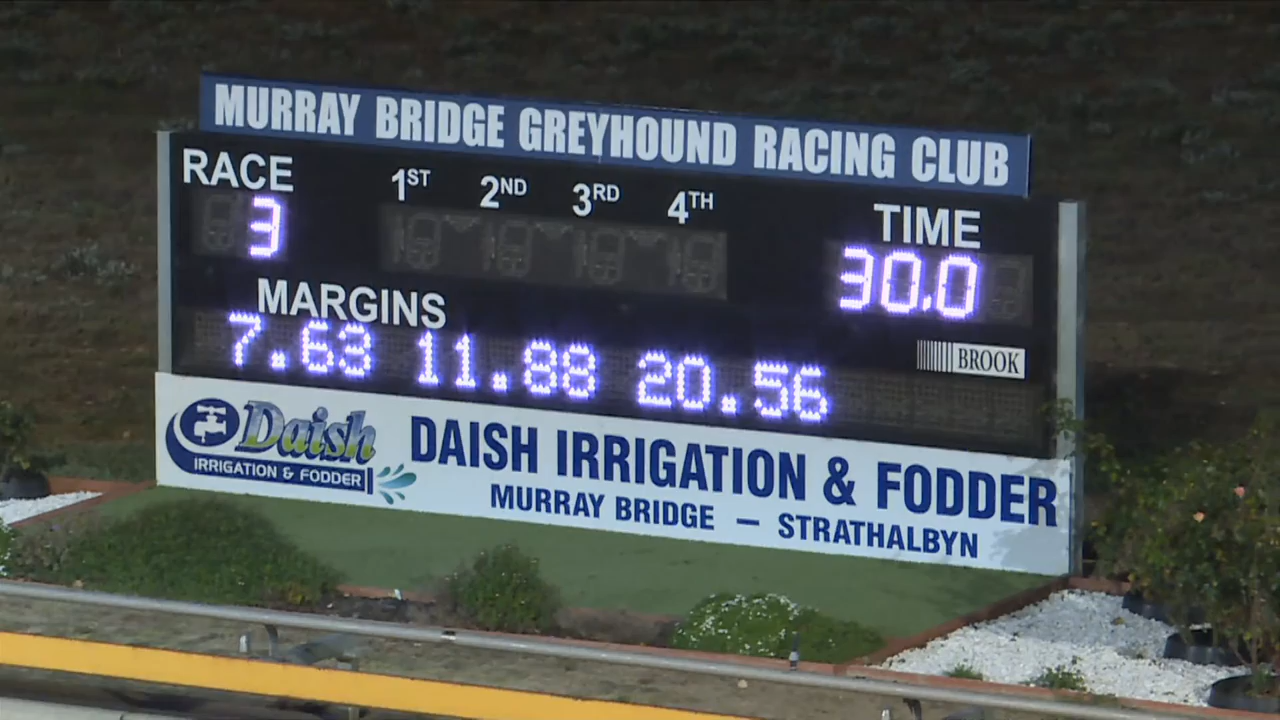 MURRAY BRIDGE GREYHOUND RACING CLUB
RACE 1ST 2ND 3RD 4TH TIME
3 30.0
MARGINS
7.63 11.88 20.56
BROOK
Daish
IRRIGATION & FODDER
DAISH IRRIGATION & FODDER
MURRAY BRIDGE — STRATHALBYN